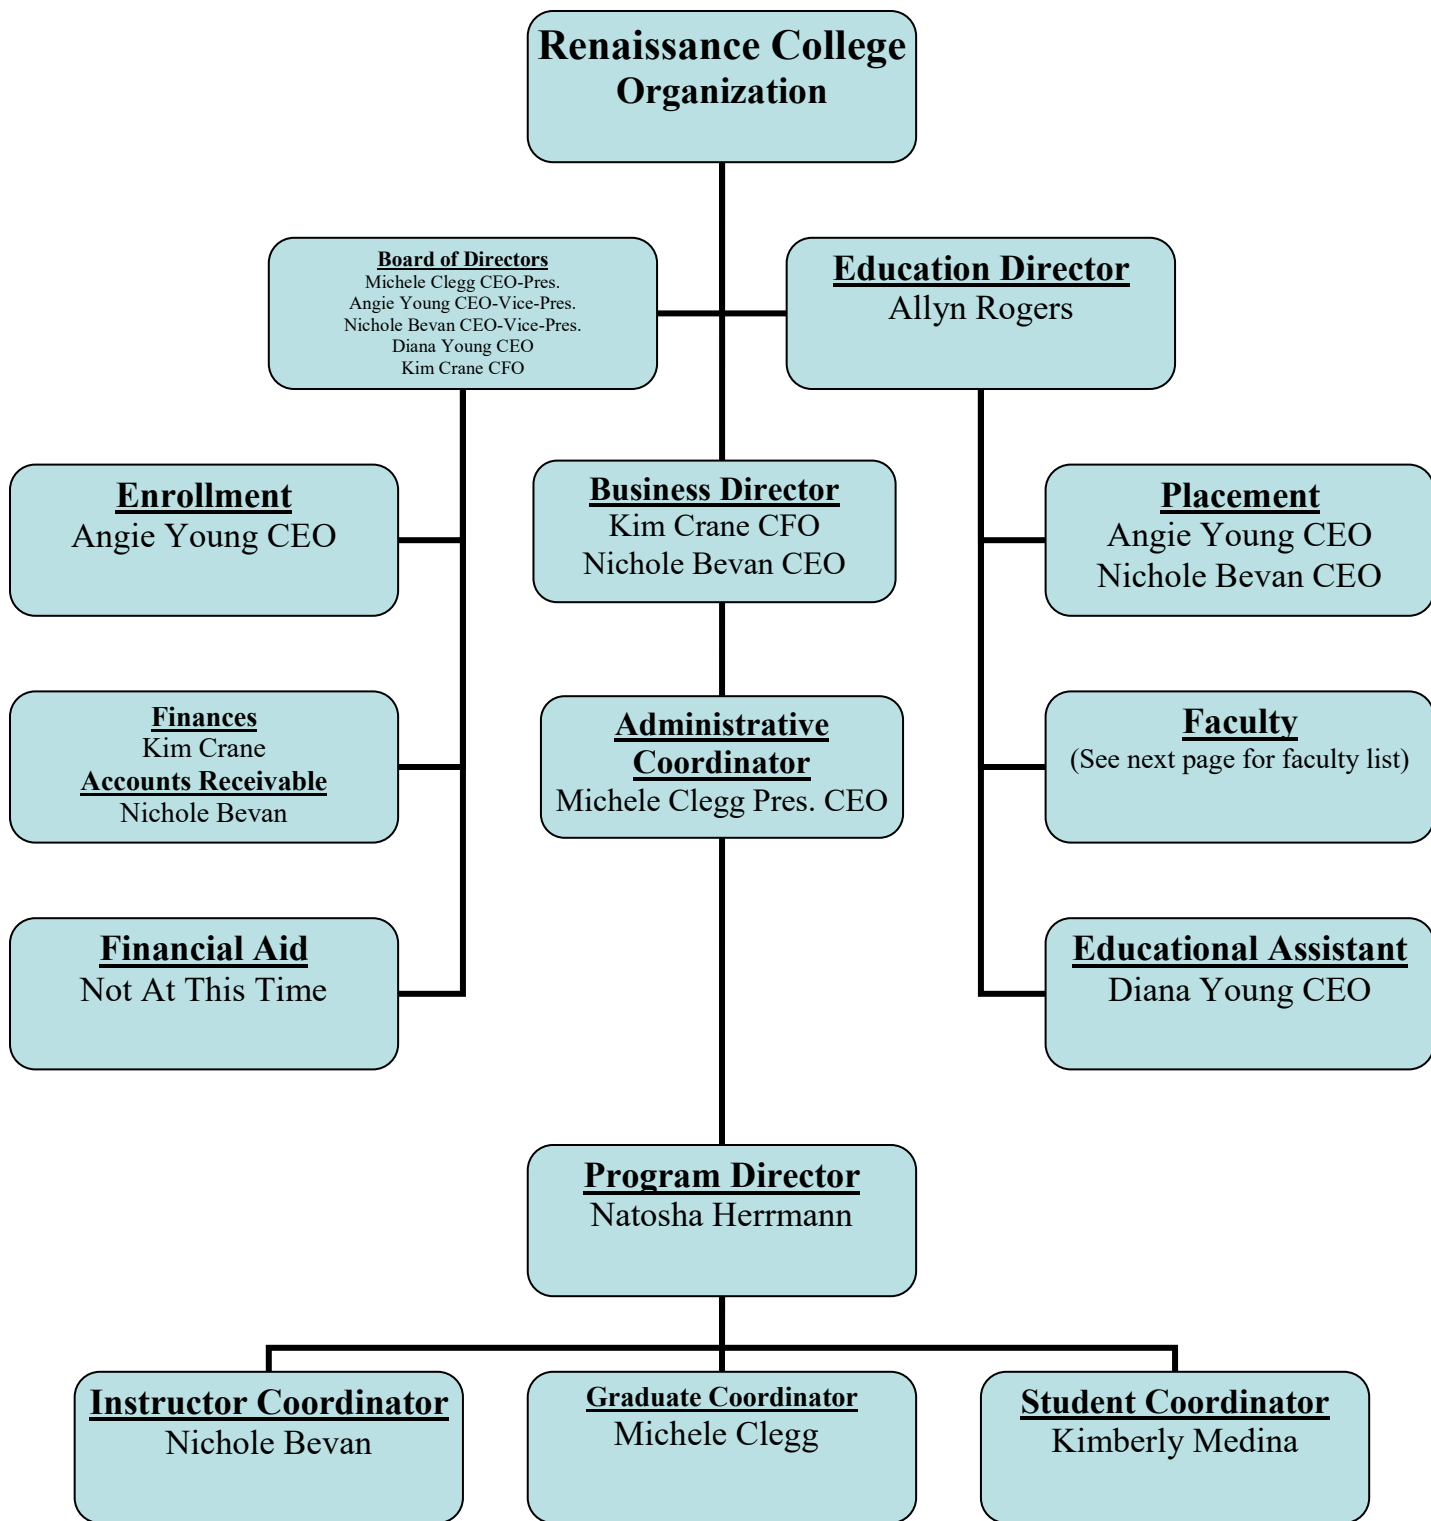 Renaissance College
Organization
Board of Directors
Michele Clegg CEO-Pres.
Angie Young CEO-Vice-Pres.
Nichole Bevan CEO-Vice-Pres.
Diana Young CEO
Kim Crane CFO
Education Director
Allyn Rogers
Enrollment
Angie Young CEO
Business Director
Kim Crane CFO
Nichole Bevan CEO
Placement
Angie Young CEO
Nichole Bevan CEO
Finances
Kim Crane
Accounts Receivable
Nichole Bevan
Administrative
Coordinator
Michele Clegg Pres. CEO
Faculty
(See next page for faculty list)
Financial Aid
Not At This Time
Educational Assistant
Diana Young CEO
Program Director
Natosha Herrmann
Instructor Coordinator
Nichole Bevan
Graduate Coordinator
Michele Clegg
Student Coordinator
Kimberly Medina